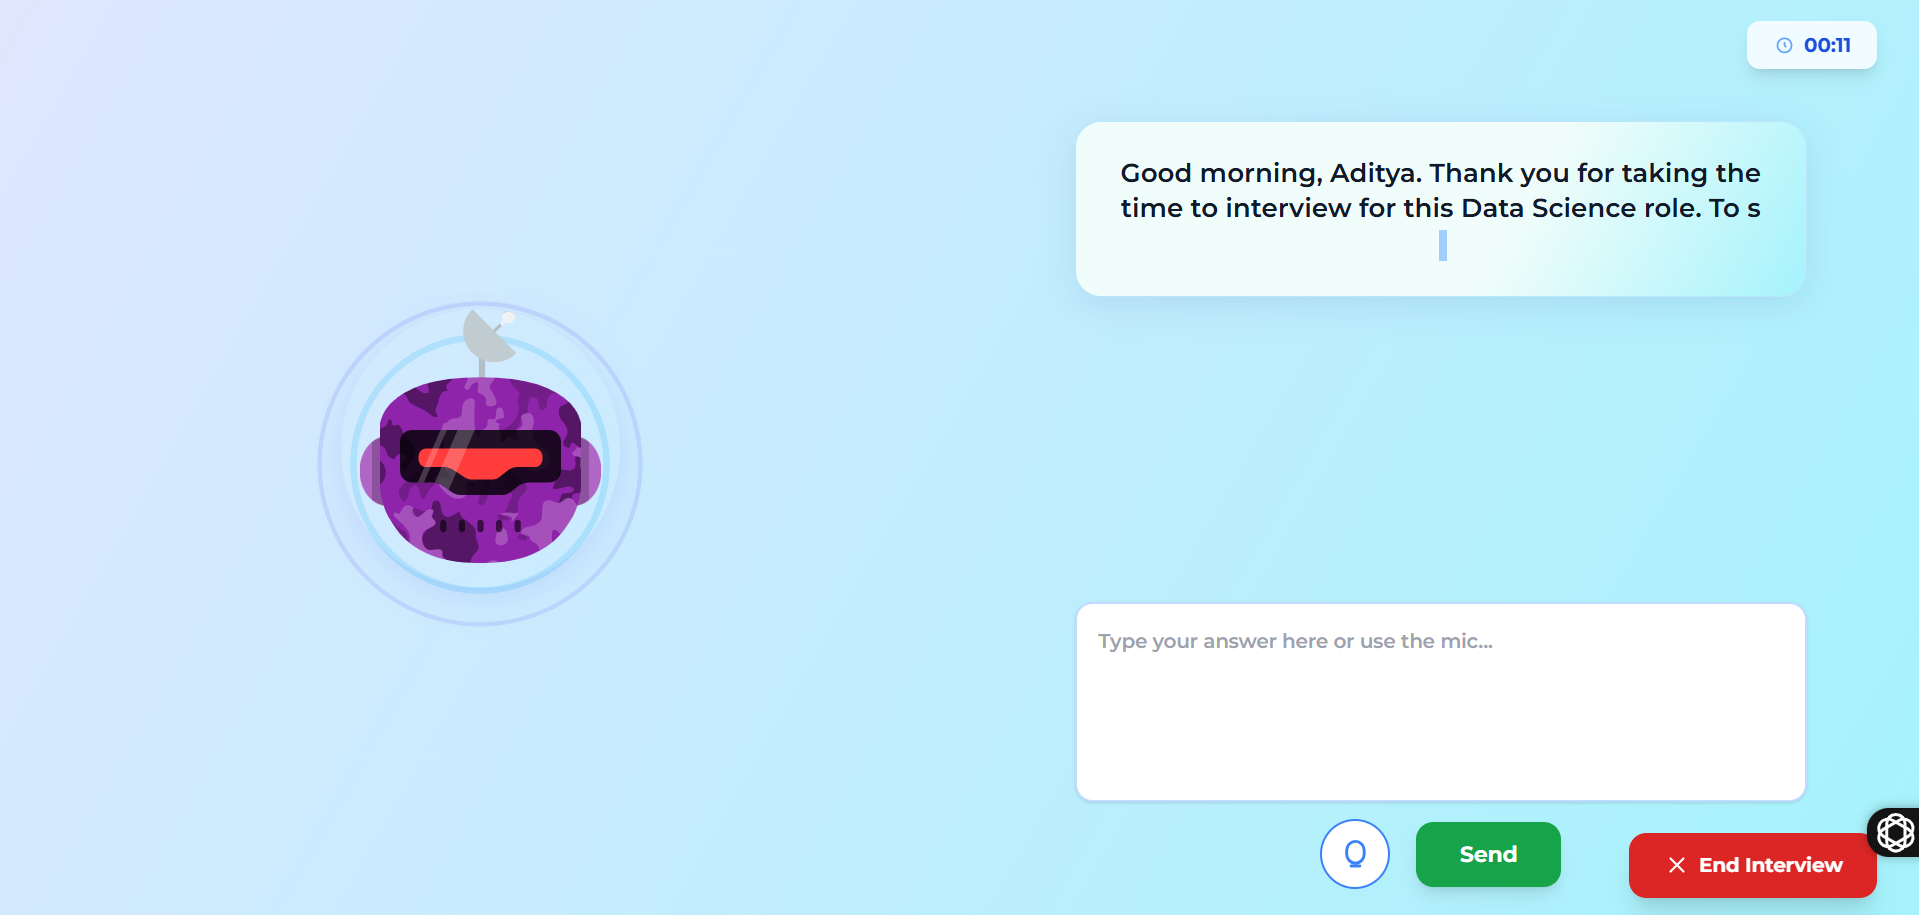 00:11
Good morning, Aditya. Thank you for taking the
time to interview for this Data Science role. To s
Type your answer here or use the mic...
Send
End Interview